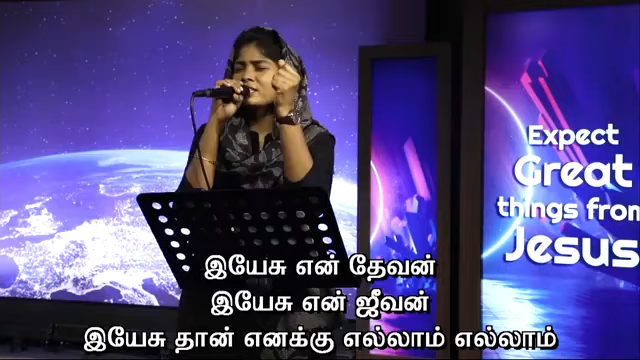 Expect
Great
things from
Jesus
இயேசு என் தேவன்
இயேசு என் ஜீவன்
இயேசு தான் எனக்கு எல்லாம் எல்லாம்